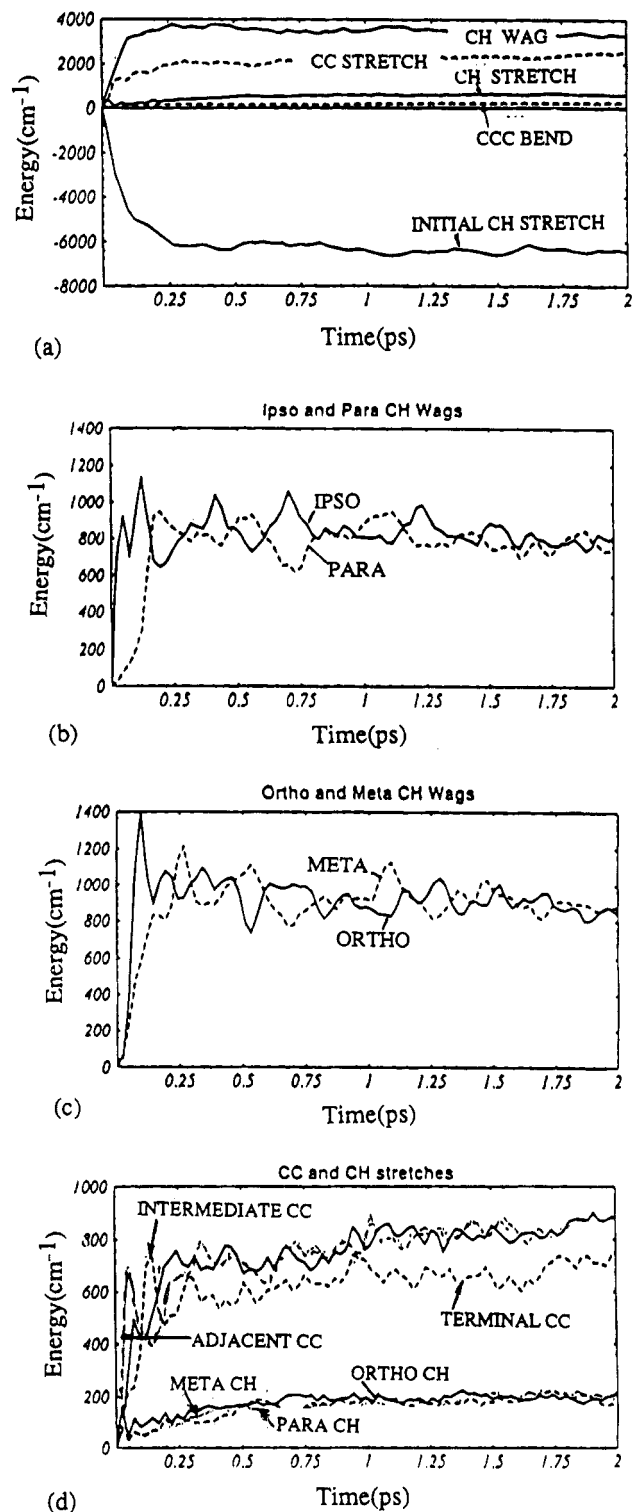 4000
2000
0
-2000
-4000
-6000
-8000
Energy(cm⁻¹)
CH WAG
CC STRETCH
CH STRETCH
CCC BEND
INITIAL CH STRETCH
0.25 0.5 0.75 1 1.25 1.5 1.75 2
Time(ps)
(a)
Ipso and Para CH Wags
1400
1200
1000
800
600
400
200
0
Energy(cm⁻¹)
IPSO
PARA
0.25 0.5 0.75 1 1.25 1.5 1.75 2
Time(ps)
(b)
Ortho and Meta CH Wags
1400
1200
1000
800
600
400
200
0
Energy(cm⁻¹)
META
ORTHO
0.25 0.5 0.75 1 1.25 1.5 1.75 2
Time(ps)
(c)
CC and CH stretches
1000
800
600
400
200
0
Energy(cm⁻¹)
INTERMEDIATE CC
TERMINAL CC
ADJACENT CC
META CH
ORTHO CH
PARA CH
0.25 0.5 0.75 1 1.25 1.5 1.75 2
Time(ps)
(d)